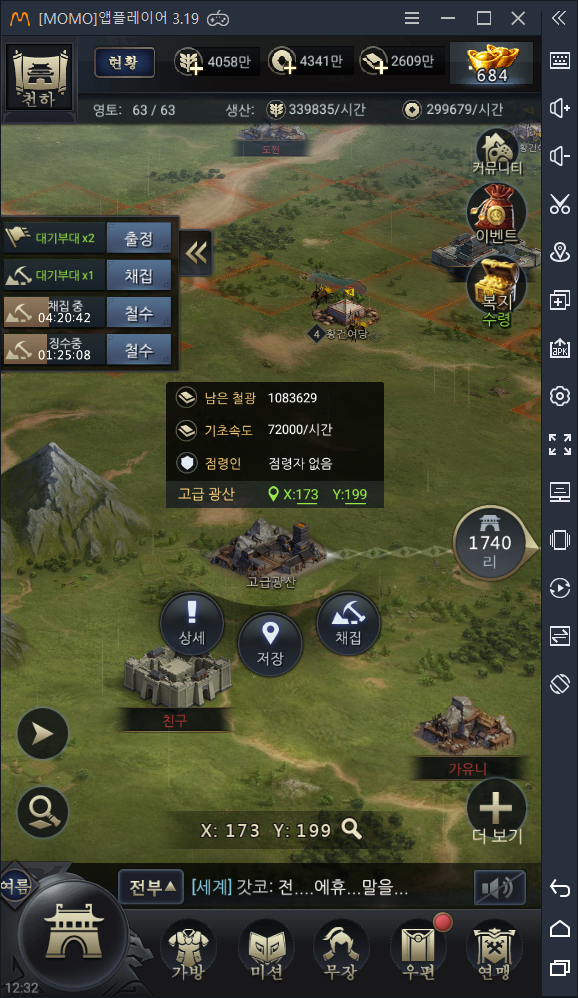 [MOMO]앱플레이어 3.19
천하
현황
4058만
4341만
2609만
684
영토: 63 / 63
생산:
339835/시간
299679/시간
도찐
황건여
커뮤니티
대기부대 x2
출정
이벤트
대기부대 x1
채집
복지
수령
채집 중
04:20:42
철수
징수중
01:25:08
철수
4
황건여당
남은 철광 1083629
기초속도 72000/시간
점령인 점령자 없음
고급 광산 X:173 Y:199
1740
리
고급광산
상세
저장
채집
친구
가유니
X: 173 Y: 199
더 보기
여름
전부
[세계] 갓코: 전....에휴...말을...
가방
미션
무장
우편
연맹
12:32
APK